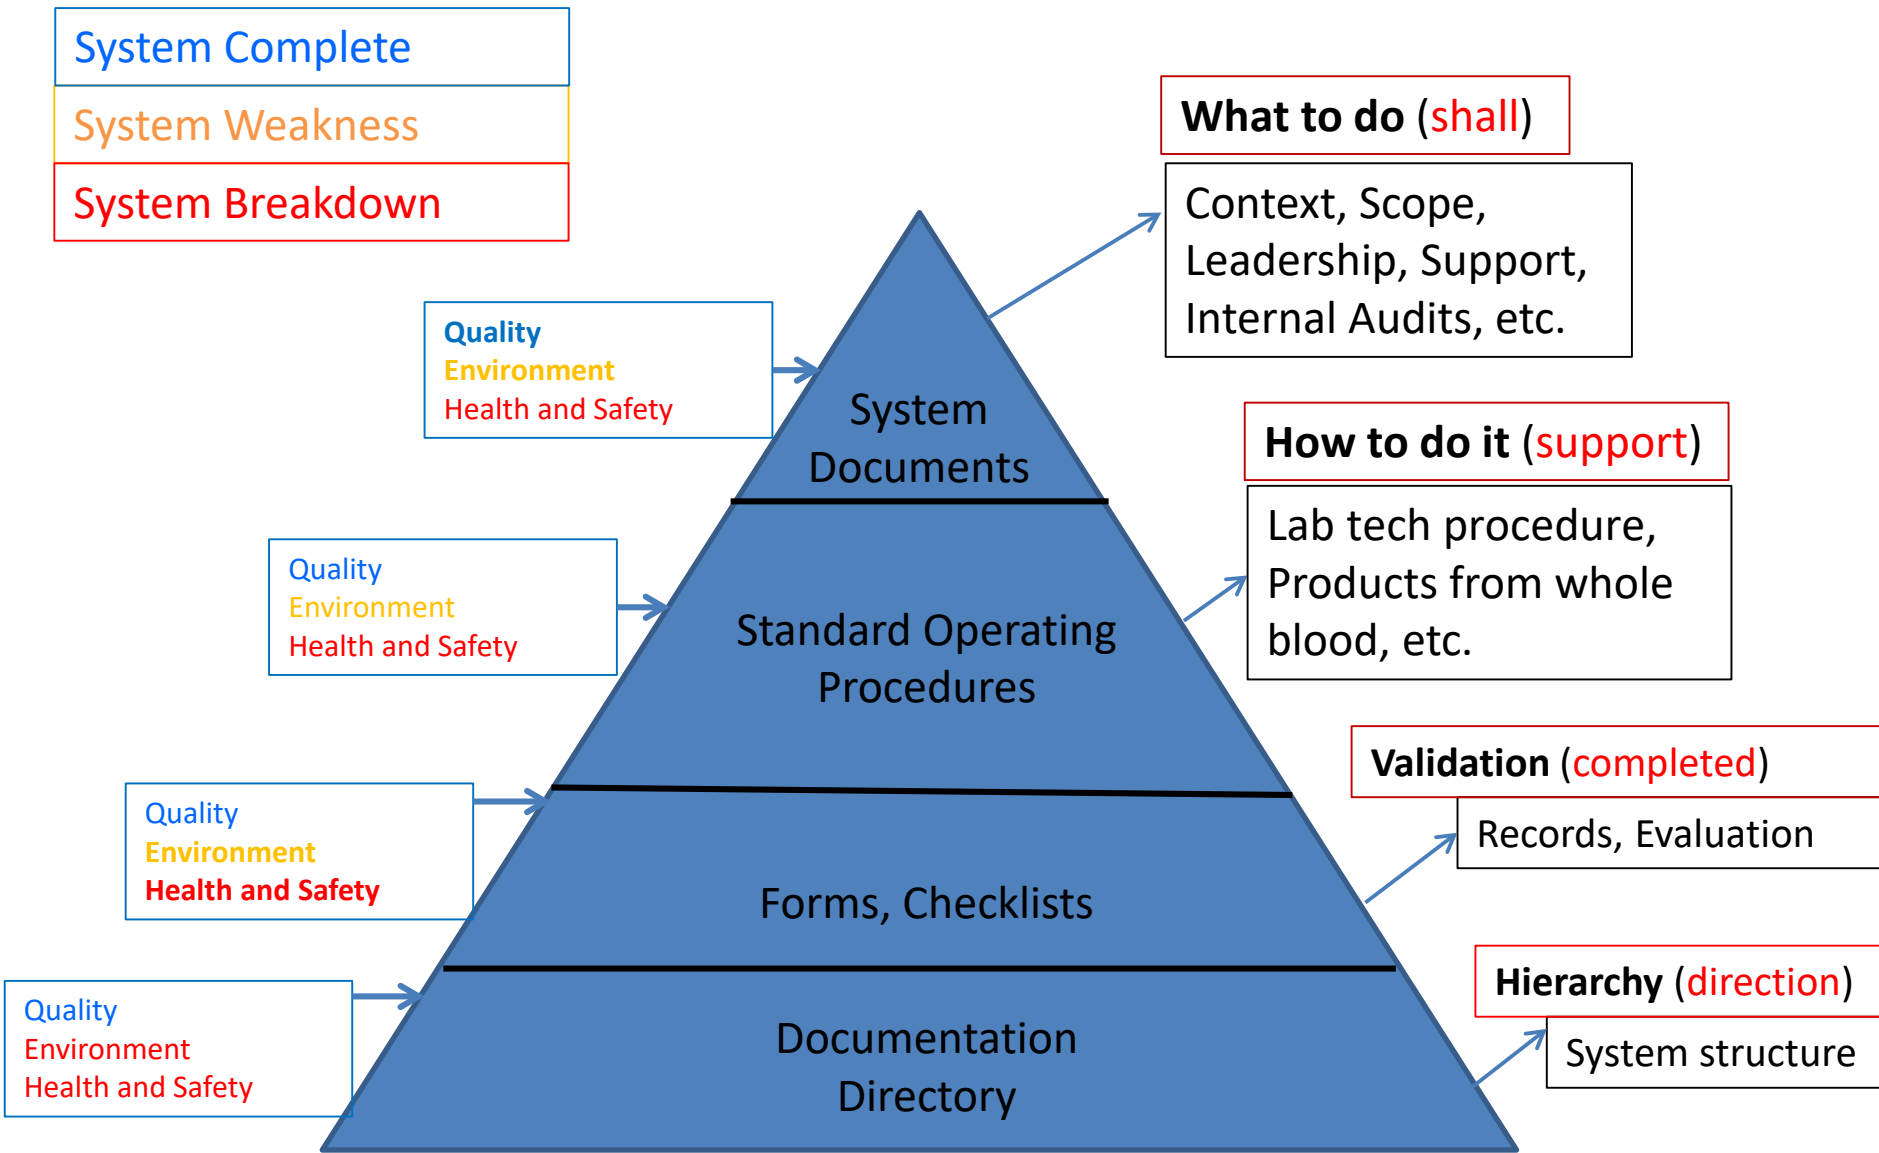 System Complete
System Weakness
System Breakdown
What to do (shall)
Context, Scope,
Leadership, Support,
Internal Audits, etc.
Quality
Environment
Health and Safety
System
Documents
How to do it (support)
Lab tech procedure,
Products from whole
blood, etc.
Quality
Environment
Health and Safety
Standard Operating
Procedures
Validation (completed)
Records, Evaluation
Quality
Environment
Health and Safety
Forms, Checklists
Hierarchy (direction)
System structure
Quality
Environment
Health and Safety
Documentation
Directory